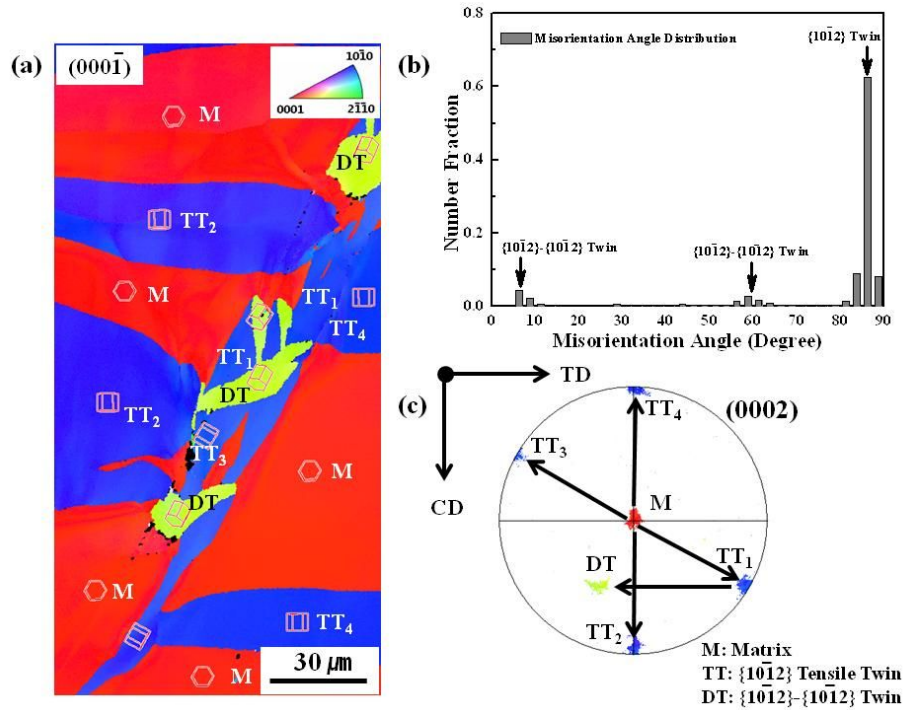 (a)
(0001̄)
101̄0
0001
21̄1̄0
M
DT
TT₂
M
TT₁
TT₄
TT₁
DT
TT₂
TT₃
M
DT
M
TT₄
M
30 μm
(b)
Misorientation Angle Distribution
{101̄2} Twin
{101̄2}-{101̄2} Twin
{101̄2}-{101̄2} Twin
Number Fraction
0.8
0.6
0.4
0.2
0.0
0 10 20 30 40 50 60 70 80 90
Misorientation Angle (Degree)
TD
CD
(c)
(0002)
TT₄
TT₃
M
DT
TT₁
TT₂
M: Matrix
TT: {101̄2} Tensile Twin
DT: {101̄2}-{101̄2} Twin